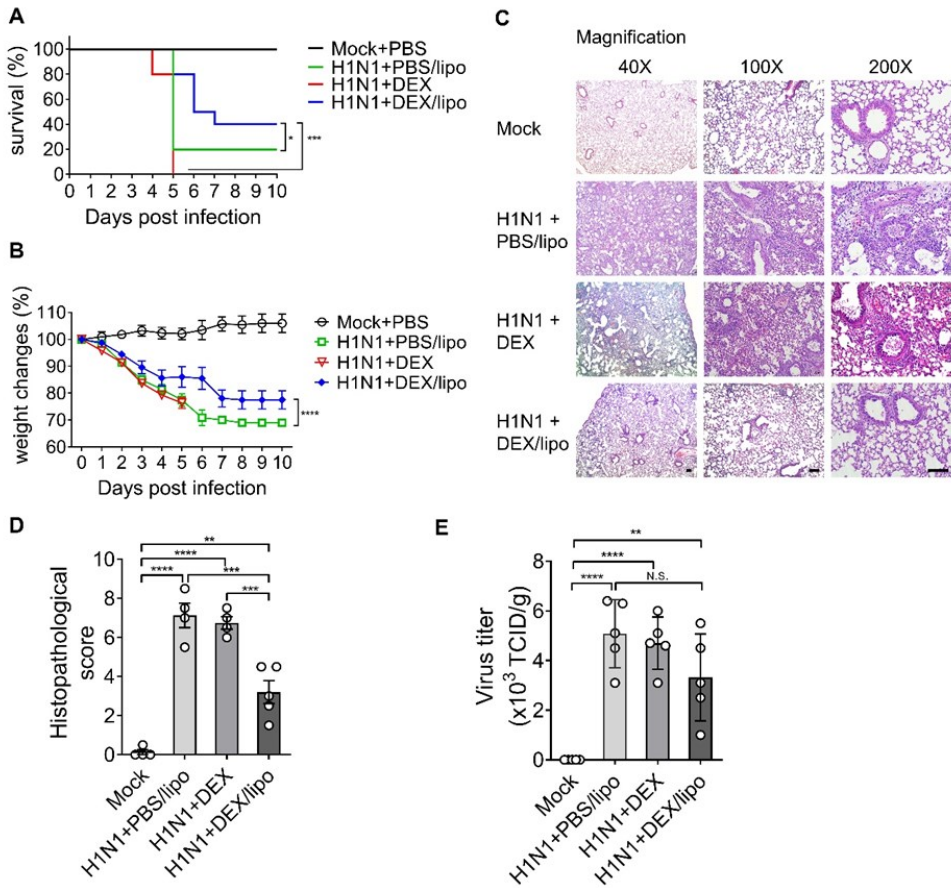 A
survival (%)
100
80
60
40
20
0
0 1 2 3 4 5 6 7 8 9 10
Days post infection
Mock+PBS
H1N1+PBS/lipo
H1N1+DEX
H1N1+DEX/lipo
*
***
B
weight changes (%)
110
100
90
80
70
60
0 1 2 3 4 5 6 7 8 9 10
Days post infection
Mock+PBS
H1N1+PBS/lipo
H1N1+DEX
H1N1+DEX/lipo
****
C
Magnification
40X 100X 200X
Mock
H1N1 +
PBS/lipo
H1N1 +
DEX
H1N1 +
DEX/lipo
D
Histopathological
score
10
8
6
4
2
0
**
****
**** ***
***
Mock
H1N1+PBS/lipo
H1N1+DEX
H1N1+DEX/lipo
E
Virus titer
(x10³ TCID/g)
8
6
4
2
0
**
****
**** N.S.
Mock
H1N1+PBS/lipo
H1N1+DEX
H1N1+DEX/lipo